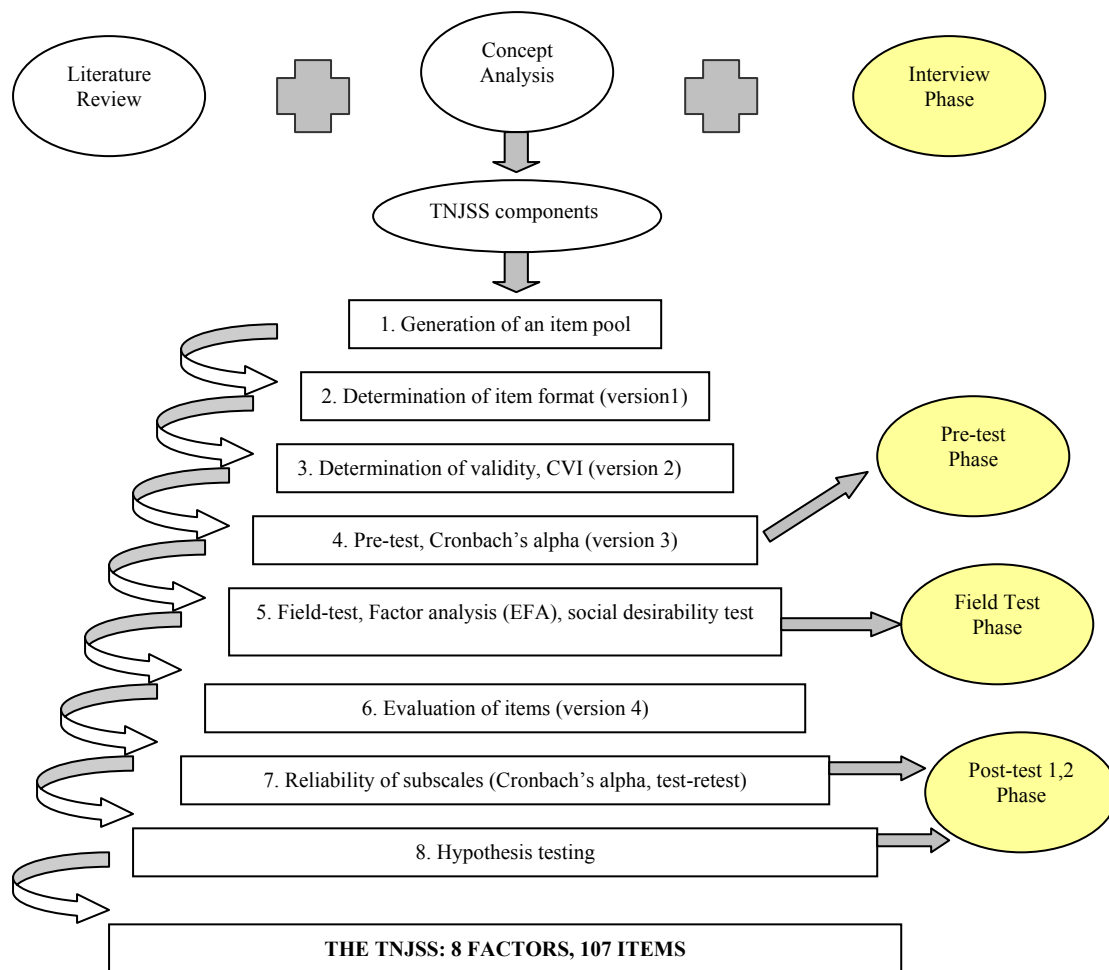 Literature
Review
Concept
Analysis
Interview
Phase
TNJSS components
1. Generation of an item pool
2. Determination of item format (version1)
3. Determination of validity, CVI (version 2)
Pre-test
Phase
4. Pre-test, Cronbach’s alpha (version 3)
5. Field-test, Factor analysis (EFA), social desirability test
Field Test
Phase
6. Evaluation of items (version 4)
7. Reliability of subscales (Cronbach’s alpha, test-retest)
Post-test 1,2
Phase
8. Hypothesis testing
THE TNJSS: 8 FACTORS, 107 ITEMS